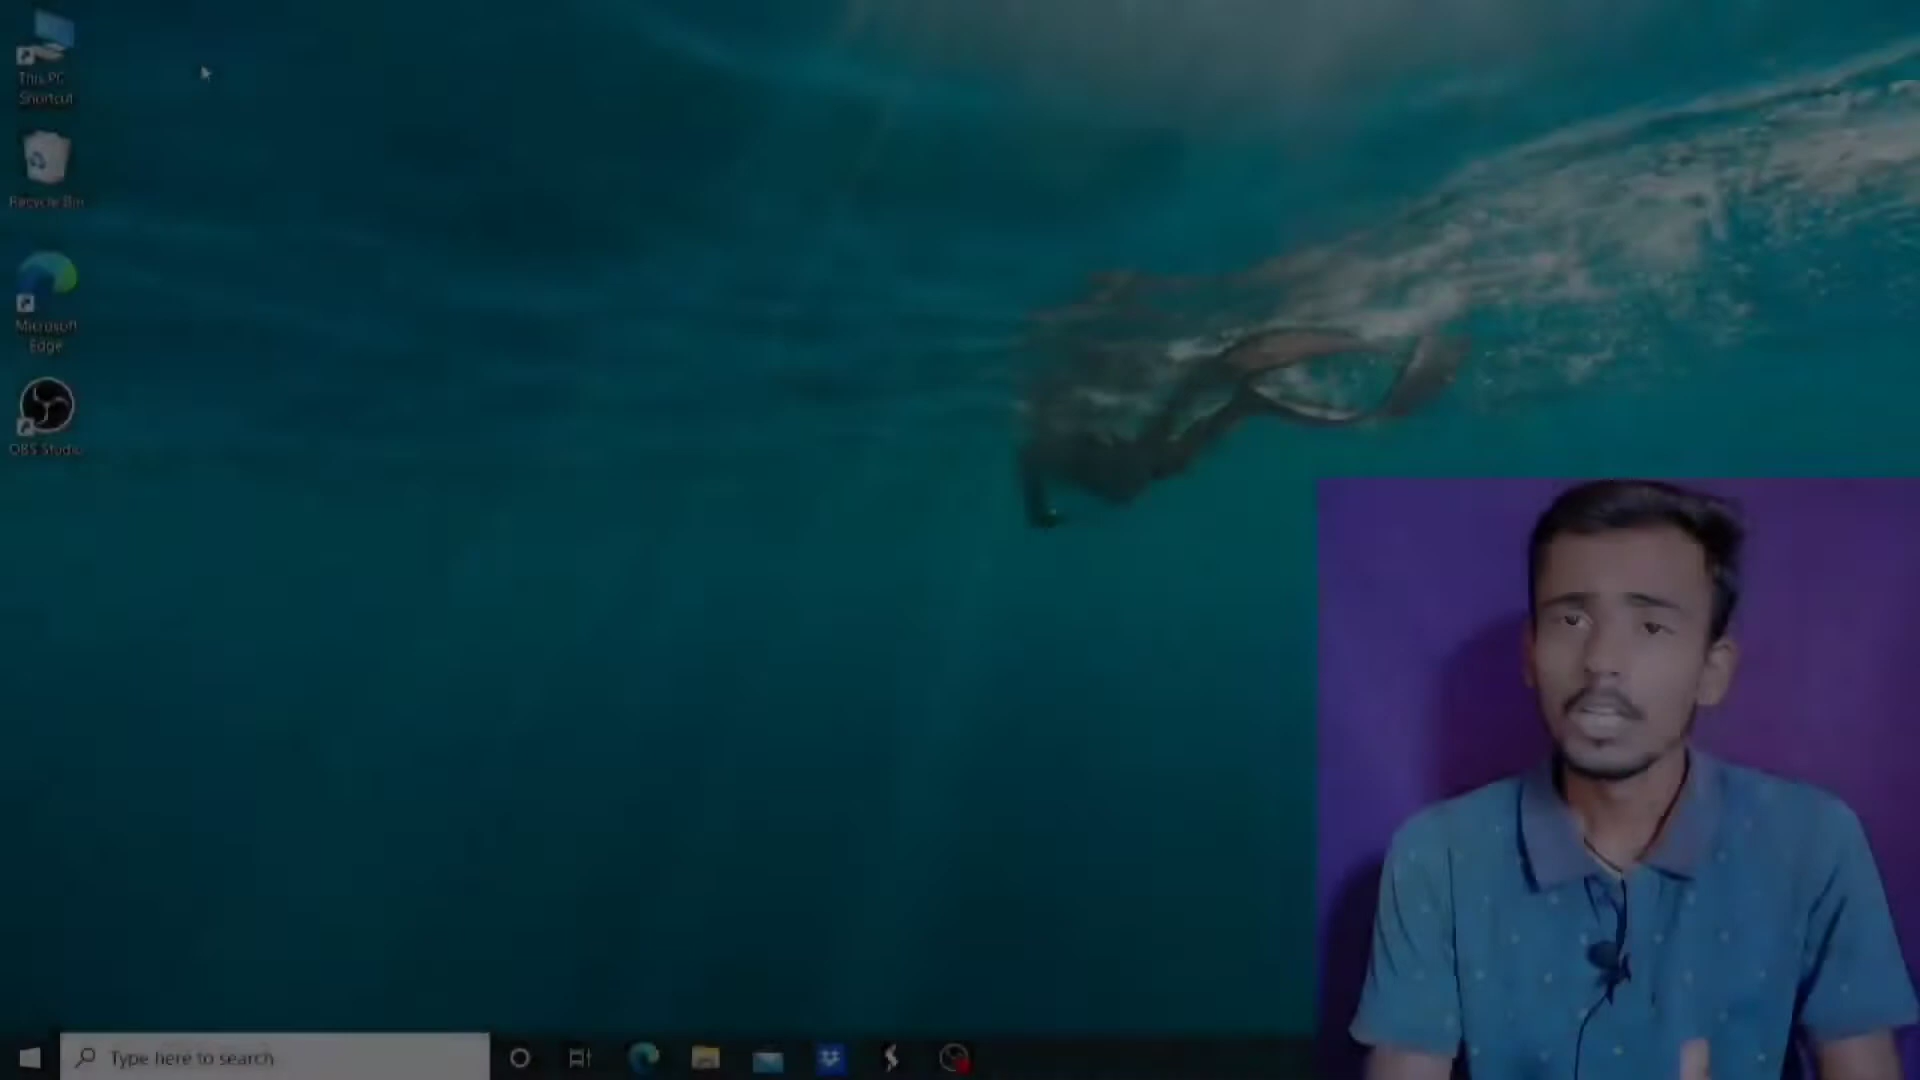 This PC
Shortcut
Recycle Bin
Microsoft
Edge
OBS Studio
Type here to search